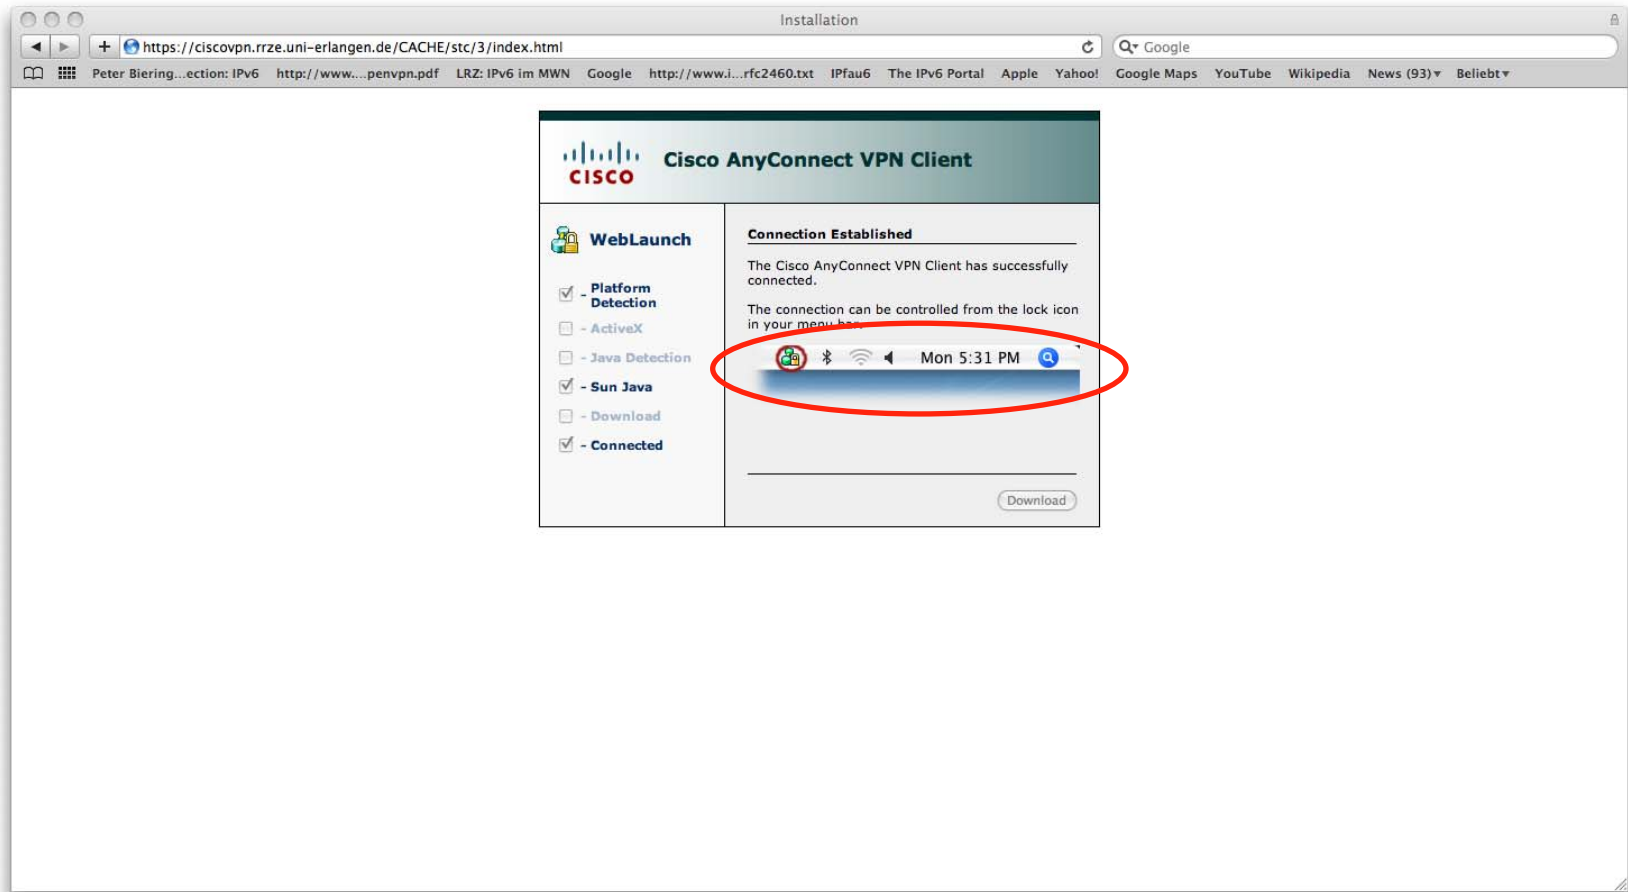 Installation
https://ciscovpn.rrze.uni-erlangen.de/CACHE/stc/3/index.html
Google
Peter Biering...ection: IPv6 http://www....penvpn.pdf LRZ: IPv6 im MWN Google http://www.i...rfc2460.txt IPfau6 The IPv6 Portal Apple Yahoo! Google Maps YouTube Wikipedia News (93) Beliebt
CISCO
Cisco AnyConnect VPN Client
WebLaunch
- Platform
Detection
- ActiveX
- Java Detection
- Sun Java
- Download
- Connected
Connection Established
The Cisco AnyConnect VPN Client has successfully
connected.
The connection can be controlled from the lock icon
in your menu bar.
Mon 5:31 PM
Download